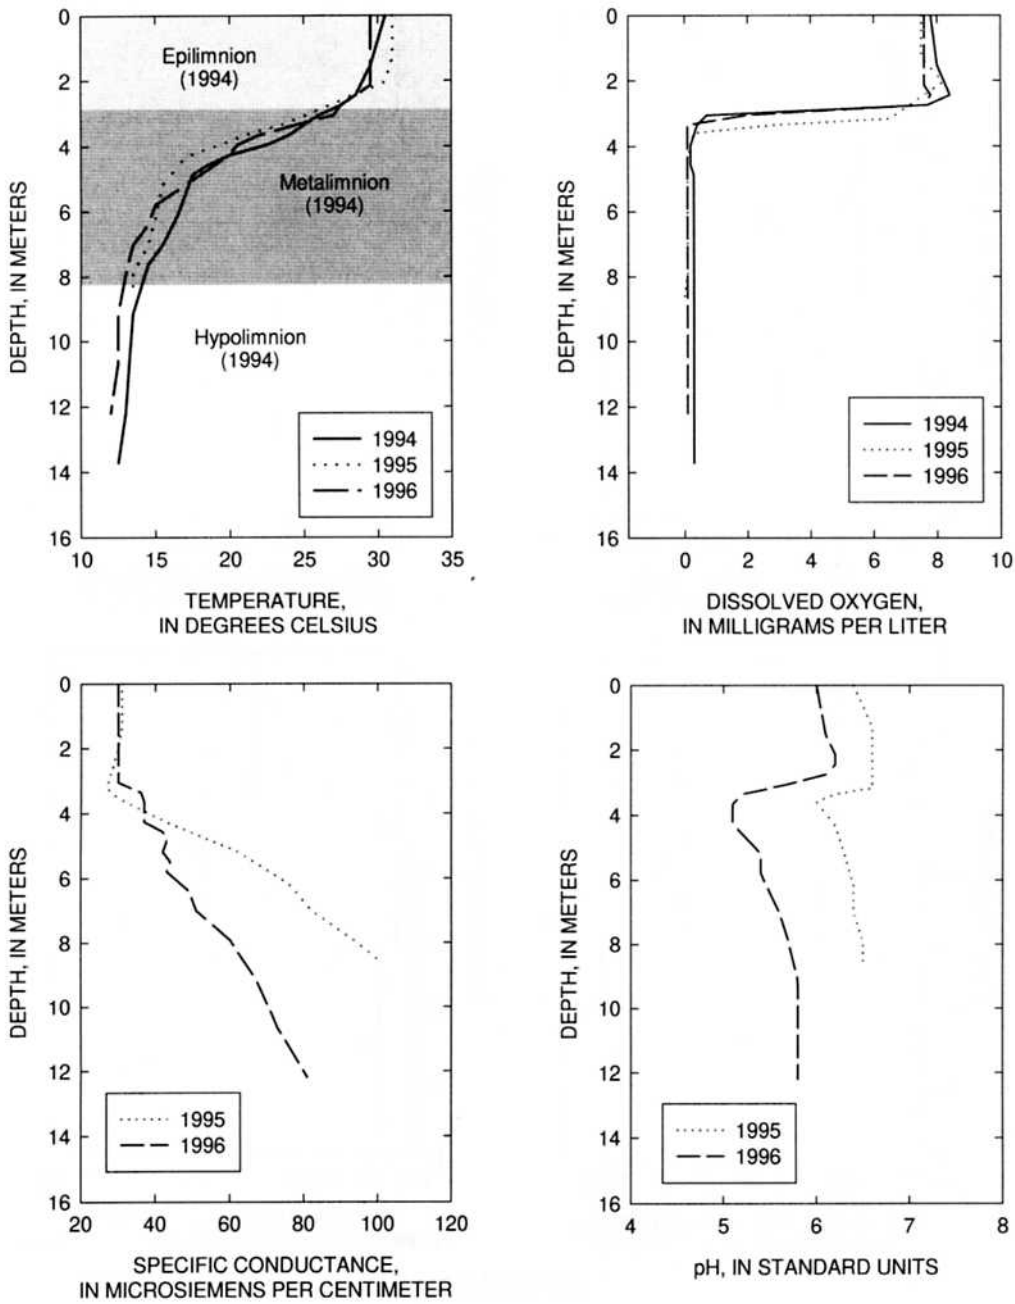 0
2
4
6
8
10
12
14
16
DEPTH, IN METERS
Epilimnion
(1994)
Metalimnion
(1994)
Hypolimnion
(1994)
1994
1995
1996
10 15 20 25 30 35
TEMPERATURE,
IN DEGREES CELSIUS
0
2
4
6
8
10
12
14
16
DEPTH, IN METERS
1994
1995
1996
0 2 4 6 8 10
DISSOLVED OXYGEN,
IN MILLIGRAMS PER LITER
0
2
4
6
8
10
12
14
16
DEPTH, IN METERS
1995
1996
20 40 60 80 100 120
SPECIFIC CONDUCTANCE,
IN MICROSIEMENS PER CENTIMETER
0
2
4
6
8
10
12
14
16
DEPTH, IN METERS
1995
1996
4 5 6 7 8
pH, IN STANDARD UNITS